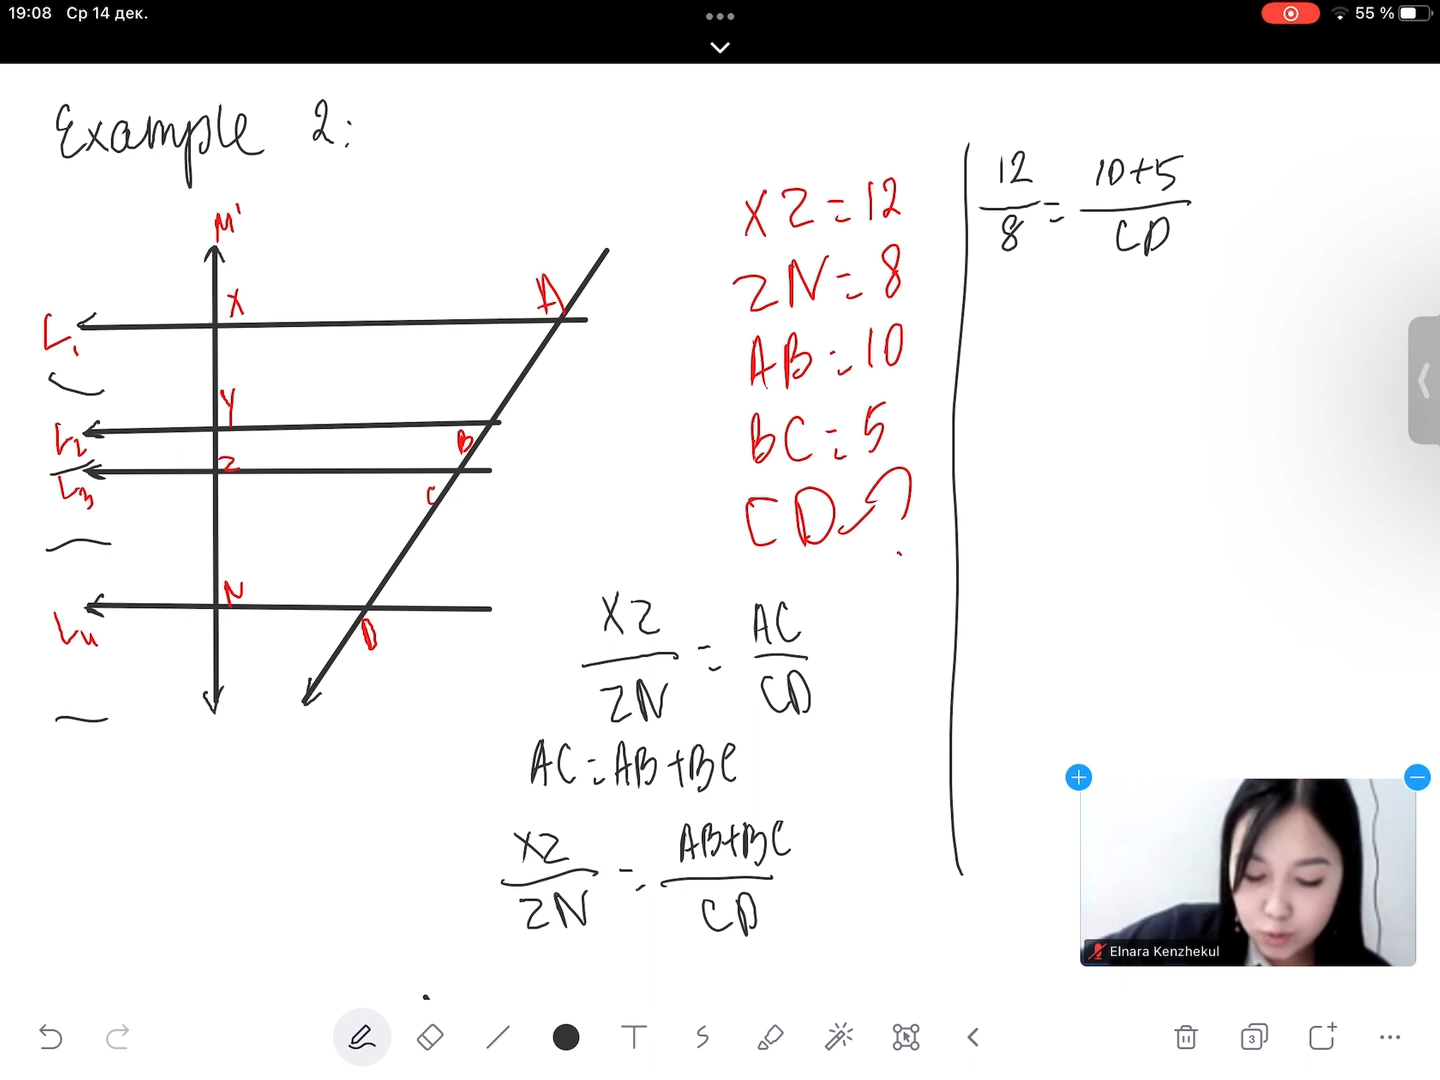 19:08 Ср 14 дек.
55 %
Example 2:
M'
X
A
L1
Y
L2
B
Z
L3
C
N
L4
D
XZ=12
ZN=8
AB=10
BC=5
CD-?
XZ/ZN = AC/CD
AC=AB+BC
XZ/ZN = AB+BC/CD
12/8 = 10+5/CD
Elnara Kenzhekul
T
3